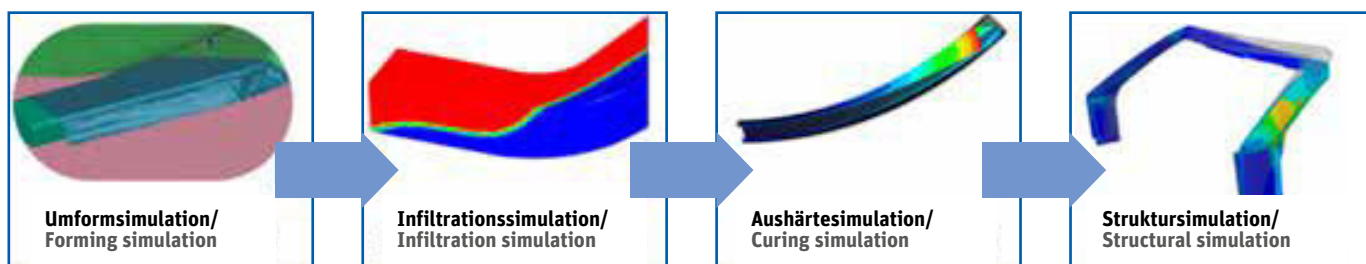 Umformsimulation/
Forming simulation
Infiltrationssimulation/
Infiltration simulation
Aushärtesimulation/
Curing simulation
Struktursimulation/
Structural simulation